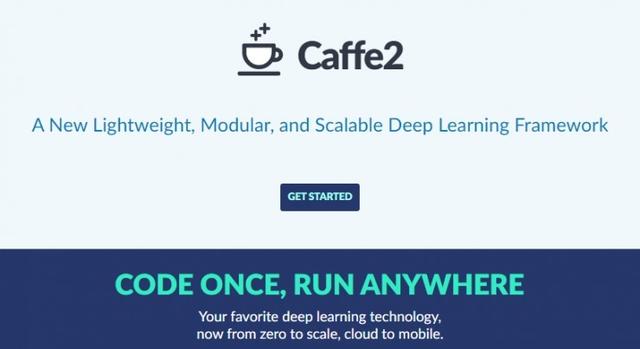 Caffe2
A New Lightweight, Modular, and Scalable Deep Learning Framework
GET STARTED
CODE ONCE, RUN ANYWHERE
Your favorite deep learning technology,
now from zero to scale, cloud to mobile.